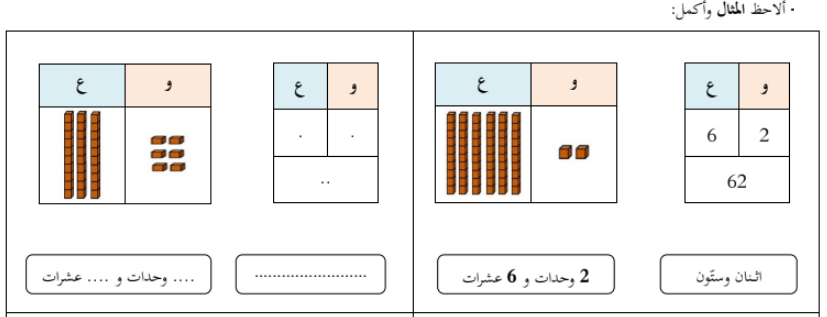 · ألاحظ المثال وأكمل:
و ع
2 6
62
و ع
اثنان وستّون
2 وحدات و 6 عشرات
و ع
. .
..
و ع
.........................
.... وحدات و .... عشرات